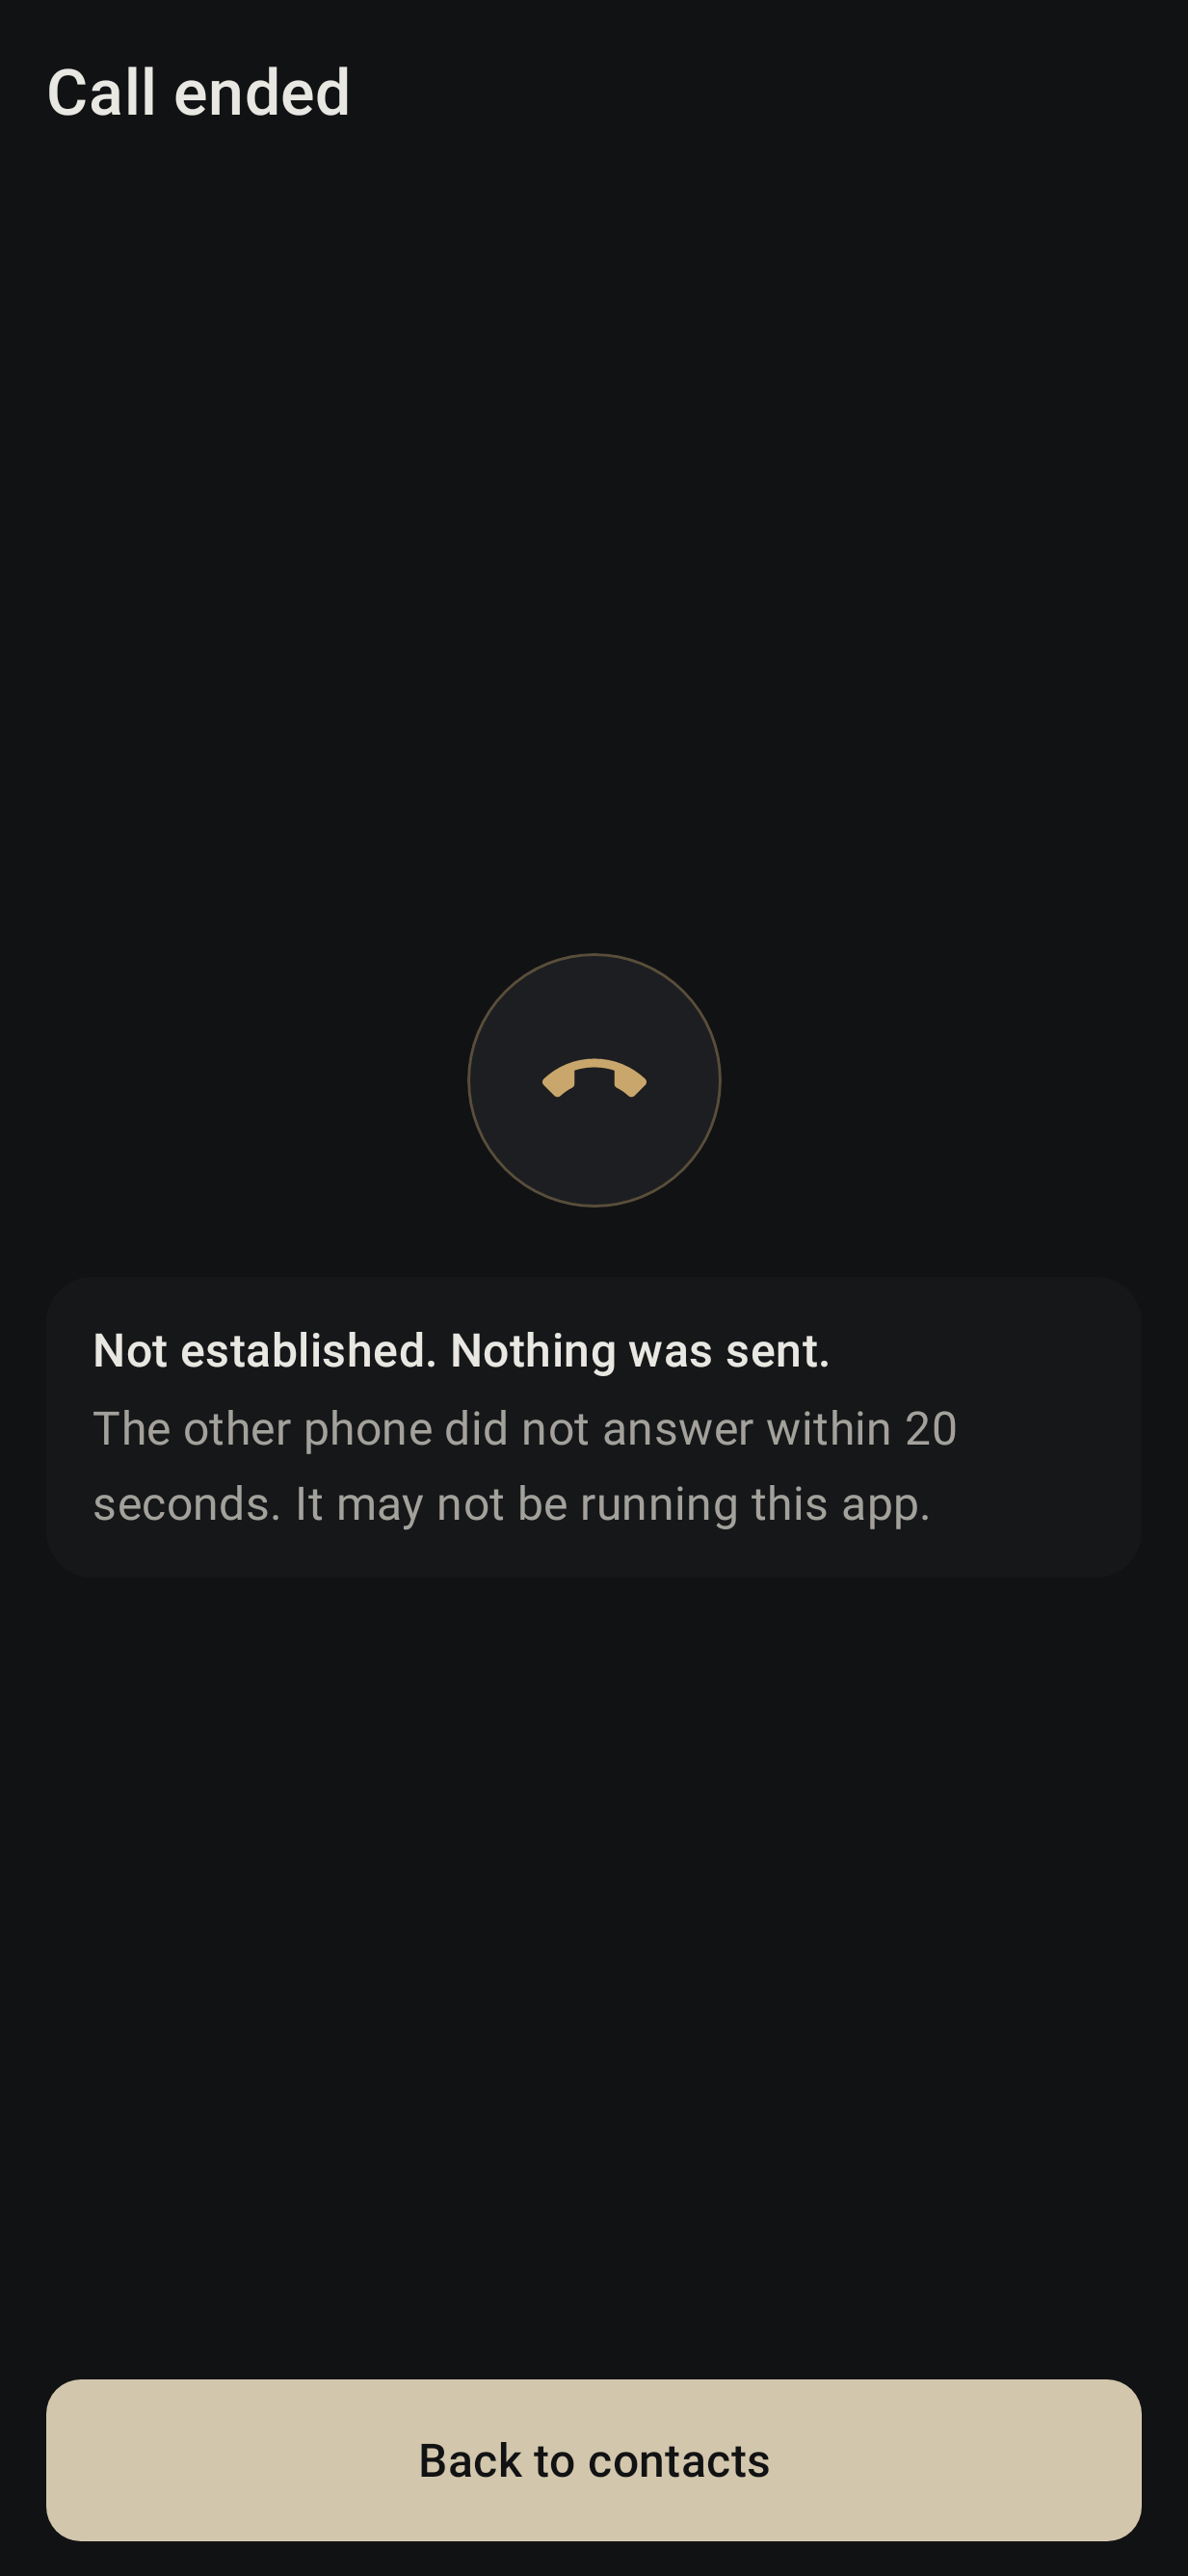 Call ended
Not established. Nothing was sent.
The other phone did not answer within 20
seconds. It may not be running this app.
Back to contacts